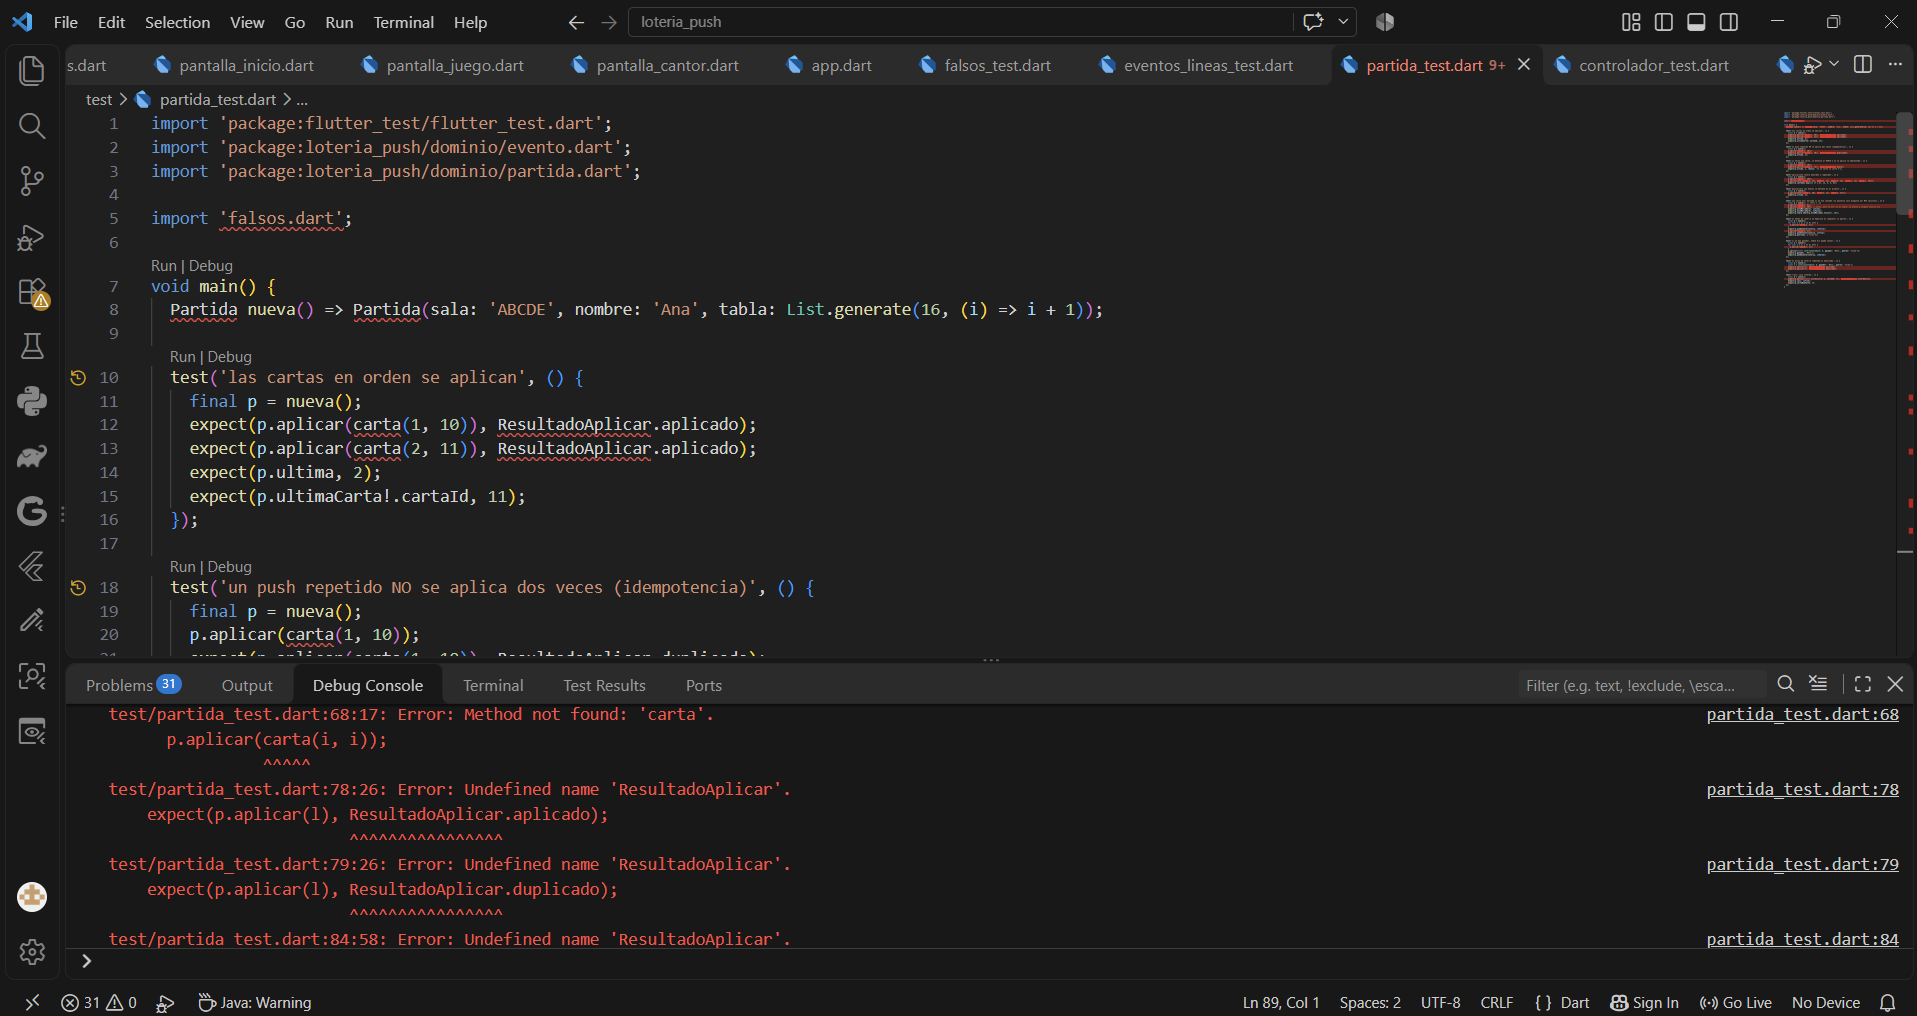 File Edit Selection View Go Run Terminal Help
loteria_push
s.dart pantalla_inicio.dart pantalla_juego.dart pantalla_cantor.dart app.dart falsos_test.dart eventos_lineas_test.dart partida_test.dart 9+ controlador_test.dart
test > partida_test.dart > ...
1 import 'package:flutter_test/flutter_test.dart';
2 import 'package:loteria_push/dominio/evento.dart';
3 import 'package:loteria_push/dominio/partida.dart';
4
5 import 'falsos.dart';
6
Run | Debug
7 void main() {
8 Partida nueva() => Partida(sala: 'ABCDE', nombre: 'Ana', tabla: List.generate(16, (i) => i + 1));
9
Run | Debug
10 test('las cartas en orden se aplican', () {
11 final p = nueva();
12 expect(p.aplicar(carta(1, 10)), ResultadoAplicar.aplicado);
13 expect(p.aplicar(carta(2, 11)), ResultadoAplicar.aplicado);
14 expect(p.ultima, 2);
15 expect(p.ultimaCarta!.cartaId, 11);
16 });
17
Run | Debug
18 test('un push repetido NO se aplica dos veces (idempotencia)', () {
19 final p = nueva();
20 p.aplicar(carta(1, 10));
Problems 31 Output Debug Console Terminal Test Results Ports Filter (e.g. text, !exclude, \esca...
test/partida_test.dart:68:17: Error: Method not found: 'carta'. partida_test.dart:68
p.aplicar(carta(i, i));
^^^^^
test/partida_test.dart:78:26: Error: Undefined name 'ResultadoAplicar'. partida_test.dart:78
expect(p.aplicar(l), ResultadoAplicar.aplicado);
^^^^^^^^^^^^^^^^
test/partida_test.dart:79:26: Error: Undefined name 'ResultadoAplicar'. partida_test.dart:79
expect(p.aplicar(l), ResultadoAplicar.duplicado);
^^^^^^^^^^^^^^^^
test/partida_test.dart:84:58: Error: Undefined name 'ResultadoAplicar'. partida_test.dart:84
>
31 0 Java: Warning Ln 89, Col 1 Spaces: 2 UTF-8 CRLF { } Dart Sign In Go Live No Device